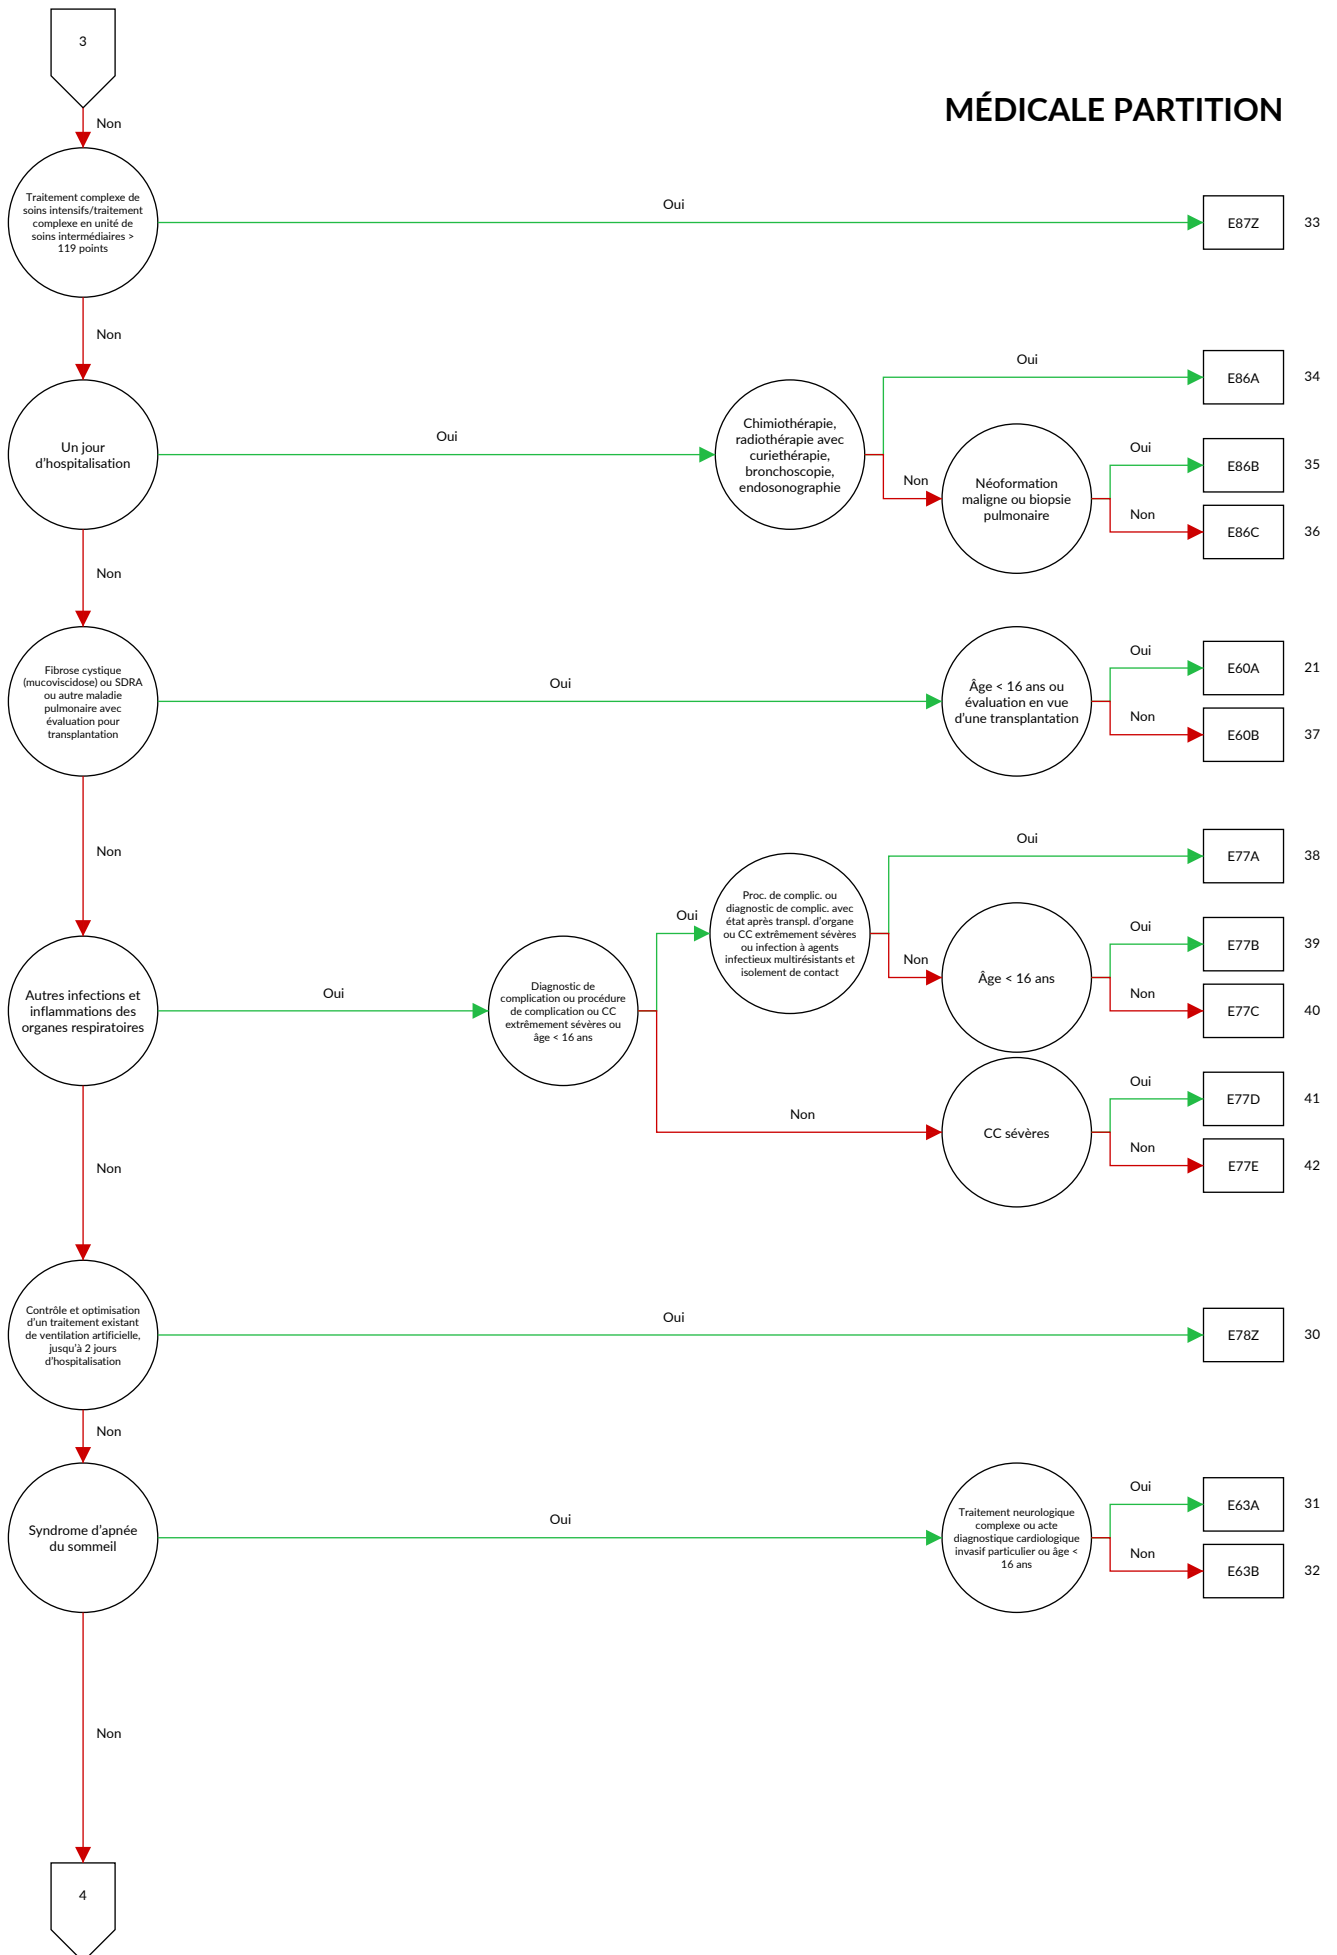 3
MÉDICALE PARTITION
Non
Traitement complexe de
soins intensifs/traitement
complexe en unité de
soins intermédiaires >
119 points
Oui
E87Z
33
Non
Un jour
d'hospitalisation
Oui
Chimiothérapie,
radiothérapie avec
curiethérapie,
bronchoscopie,
endosonographie
Oui
E86A
34
Non
Néoformation
maligne ou biopsie
pulmonaire
Oui
E86B
35
Non
E86C
36
Non
Fibrose cystique
(mucoviscidose) ou SDRA
ou autre maladie
pulmonaire avec
évaluation pour
transplantation
Oui
Âge < 16 ans ou
évaluation en vue
d'une transplantation
Oui
E60A
21
Non
E60B
37
Non
Autres infections et
inflammations des
organes respiratoires
Oui
Diagnostic de
complication ou procédure
de complication ou CC
extrêmement sévères ou
âge < 16 ans
Oui
Proc. de complic. ou
diagnostic de complic. avec
état après transpl. d'organe
ou CC extrêmement sévères
ou infection à agents
infectieux multirésistants et
isolement de contact
Oui
E77A
38
Non
Âge < 16 ans
Oui
E77B
39
Non
E77C
40
Non
CC sévères
Oui
E77D
41
Non
E77E
42
Non
Contrôle et optimisation
d'un traitement existant
de ventilation artificielle,
jusqu'à 2 jours
d'hospitalisation
Oui
E78Z
30
Non
Syndrome d'apnée
du sommeil
Oui
Traitement neurologique
complexe ou acte
diagnostique cardiologique
invasif particulier ou âge <
16 ans
Oui
E63A
31
Non
E63B
32
Non
4